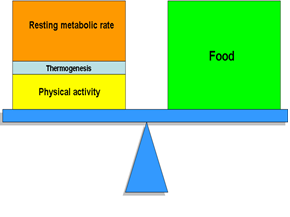 Resting metabolic rate
Thermogenesis
Physical activity
Food